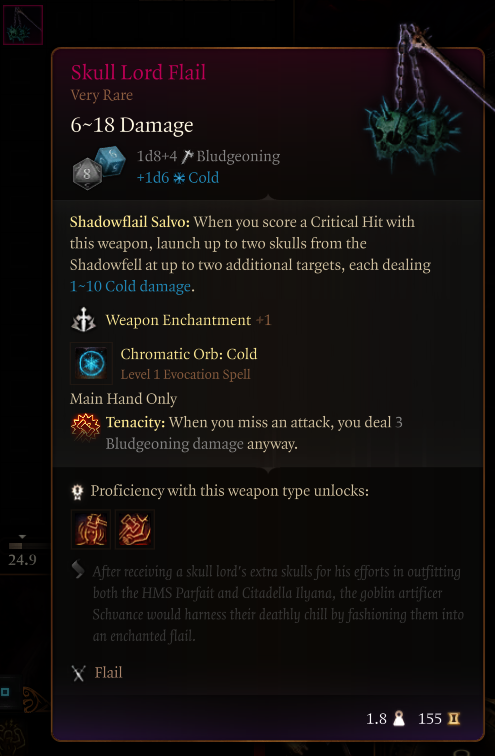 Skull Lord Flail
Very Rare
6~18 Damage
8
1d8+4 Bludgeoning
+1d6 Cold
Shadowflail Salvo: When you score a Critical Hit with
this weapon, launch up to two skulls from the
Shadowfell at up to two additional targets, each dealing
1~10 Cold damage.
Weapon Enchantment +1
Chromatic Orb: Cold
Level 1 Evocation Spell
Main Hand Only
Tenacity: When you miss an attack, you deal 3
Bludgeoning damage anyway.
Proficiency with this weapon type unlocks:
24.9
After receiving a skull lord's extra skulls for his efforts in outfitting
both the HMS Parfait and Citadella Ilyana, the goblin artificer
Schvance would harness their deathly chill by fashioning them into
an enchanted flail.
Flail
1.8 155